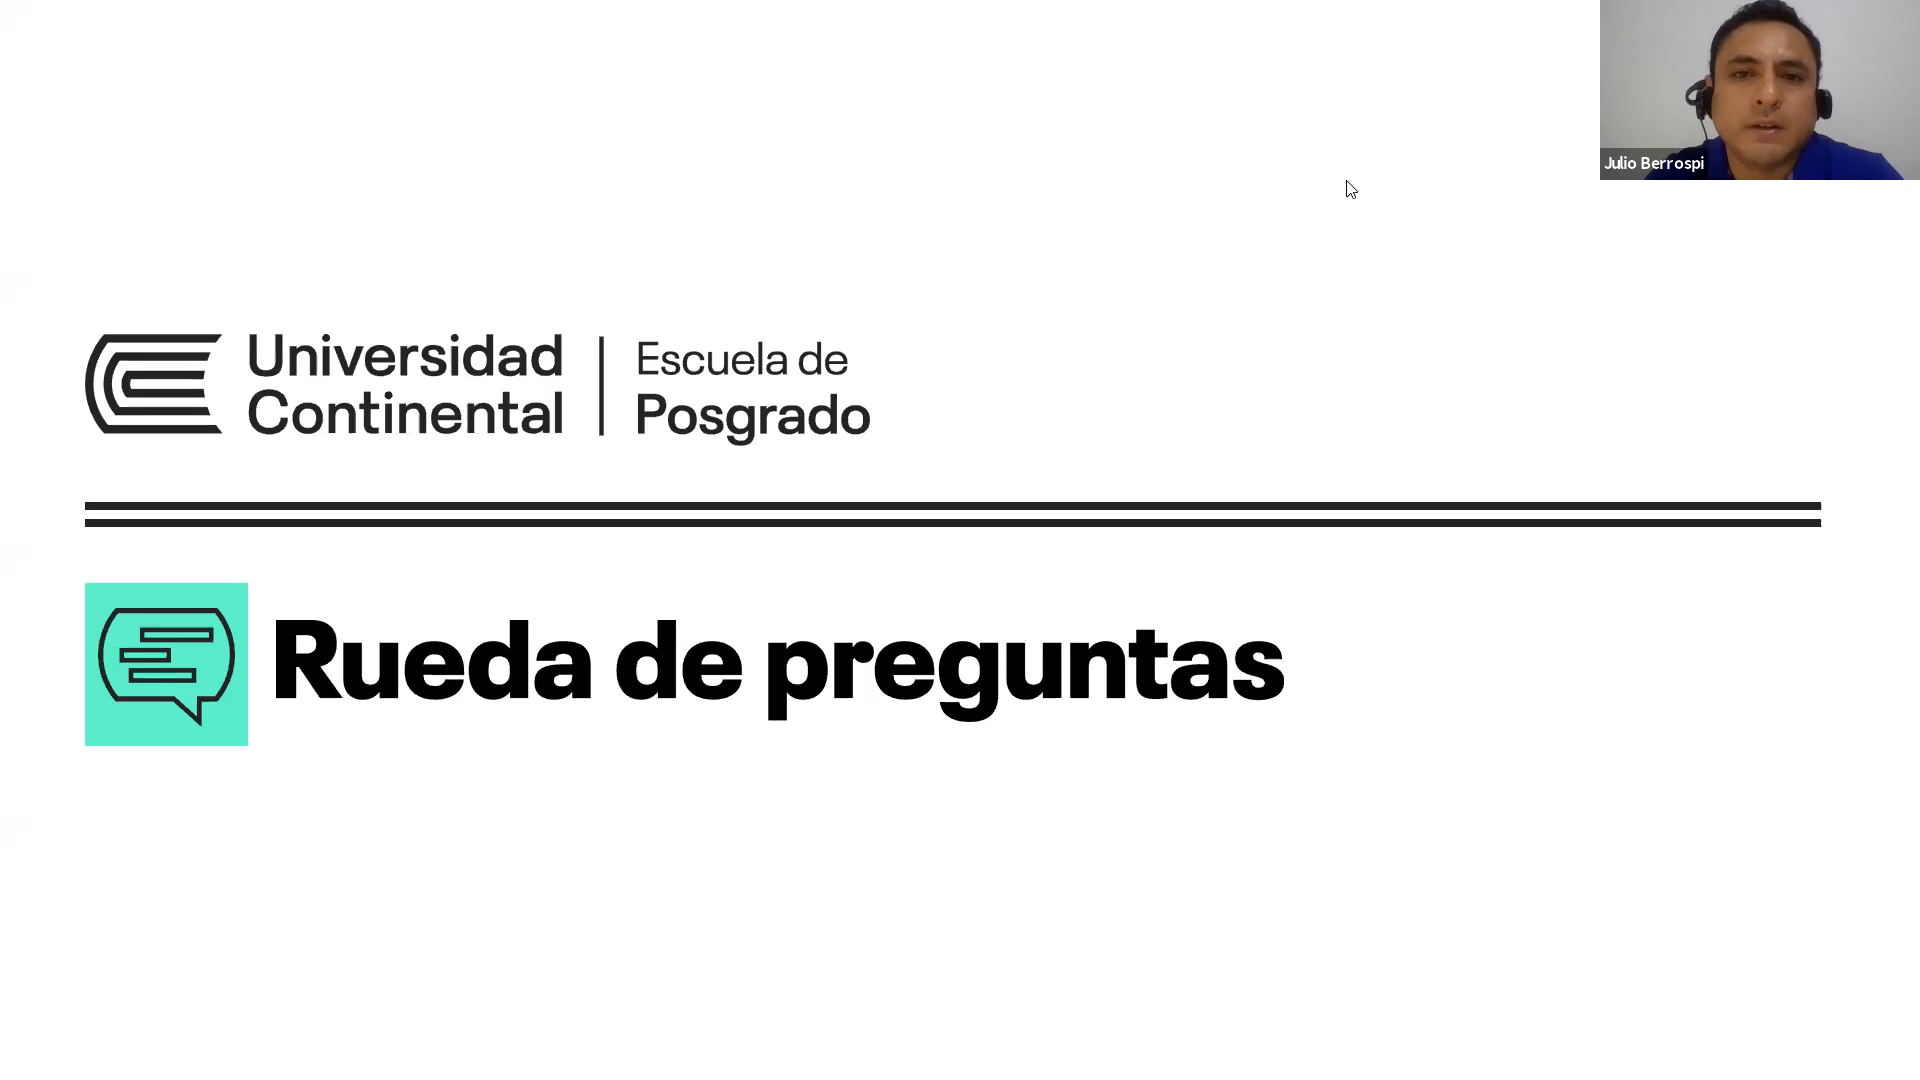 Julio Berrospi
Universidad
Continental
Escuela de
Posgrado
Rueda de preguntas